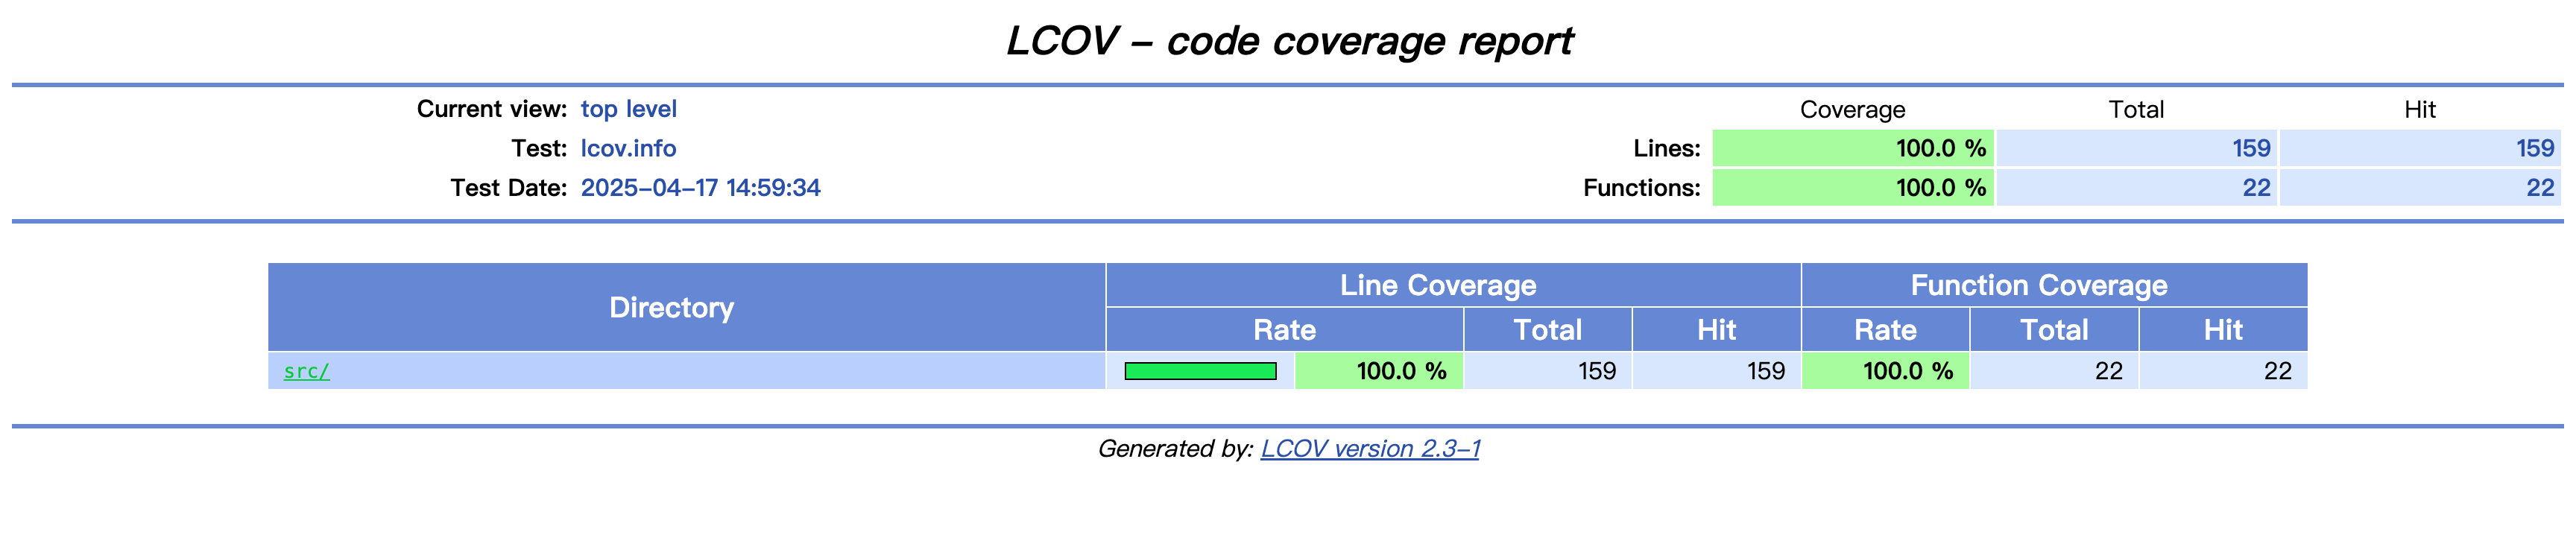 LCOV – code coverage report
Current view: top level Coverage Total Hit
Test: lcov.info Lines: 100.0 % 159 159
Test Date: 2025-04-17 14:59:34 Functions: 100.0 % 22 22
Directory Line Coverage Function Coverage
Rate Total Hit Rate Total Hit
src/ 100.0 % 159 159 100.0 % 22 22
Generated by: LCOV version 2.3-1